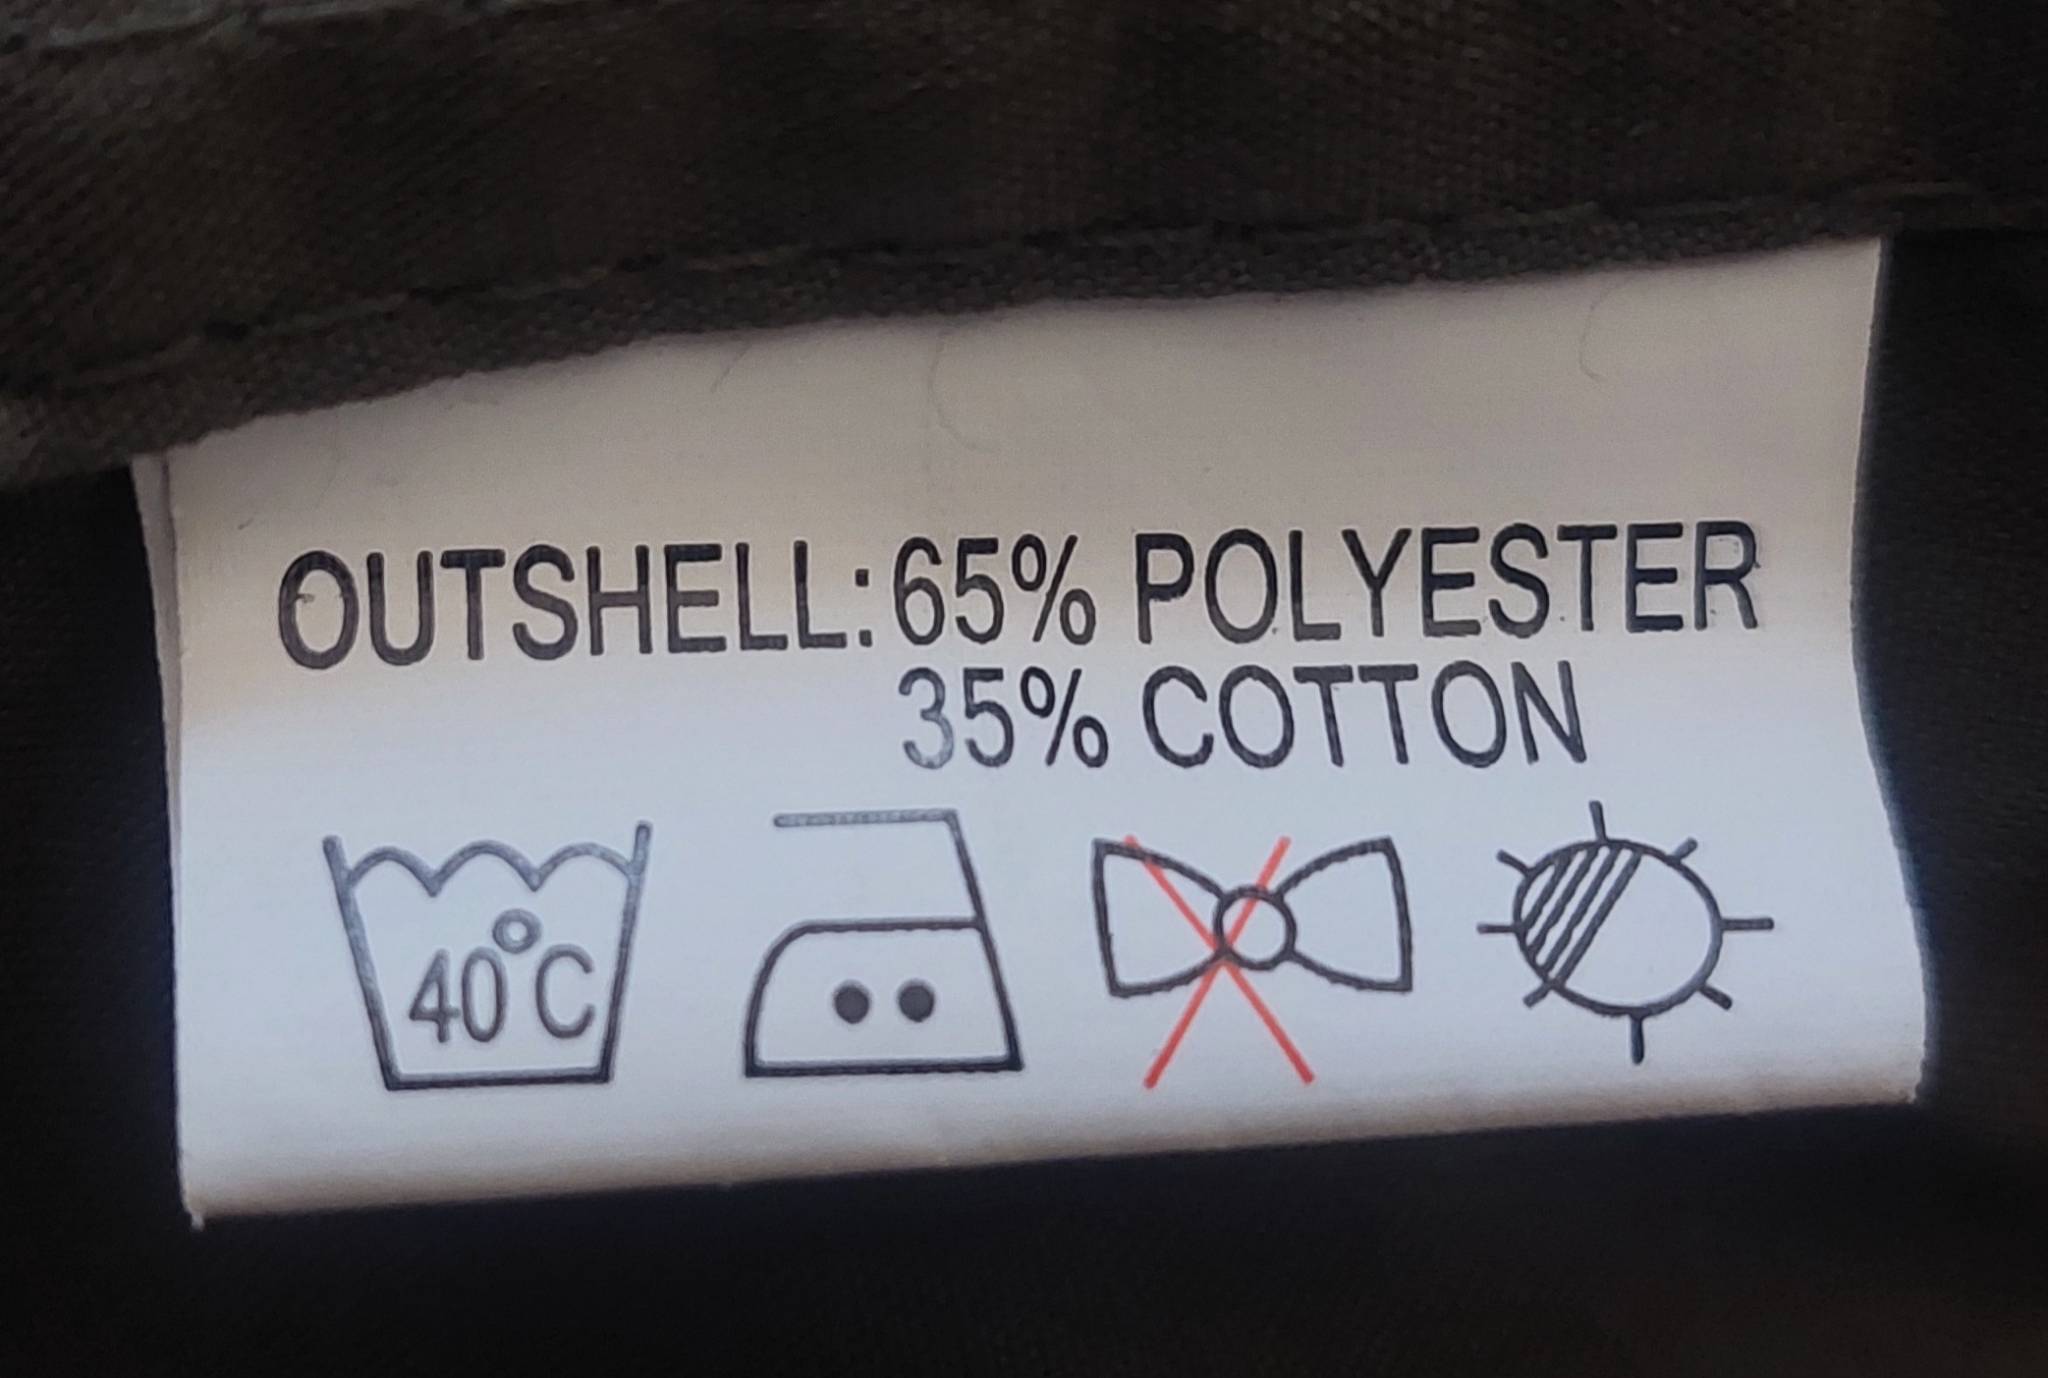 OUTSHELL: 65% POLYESTER
35% COTTON
40°C